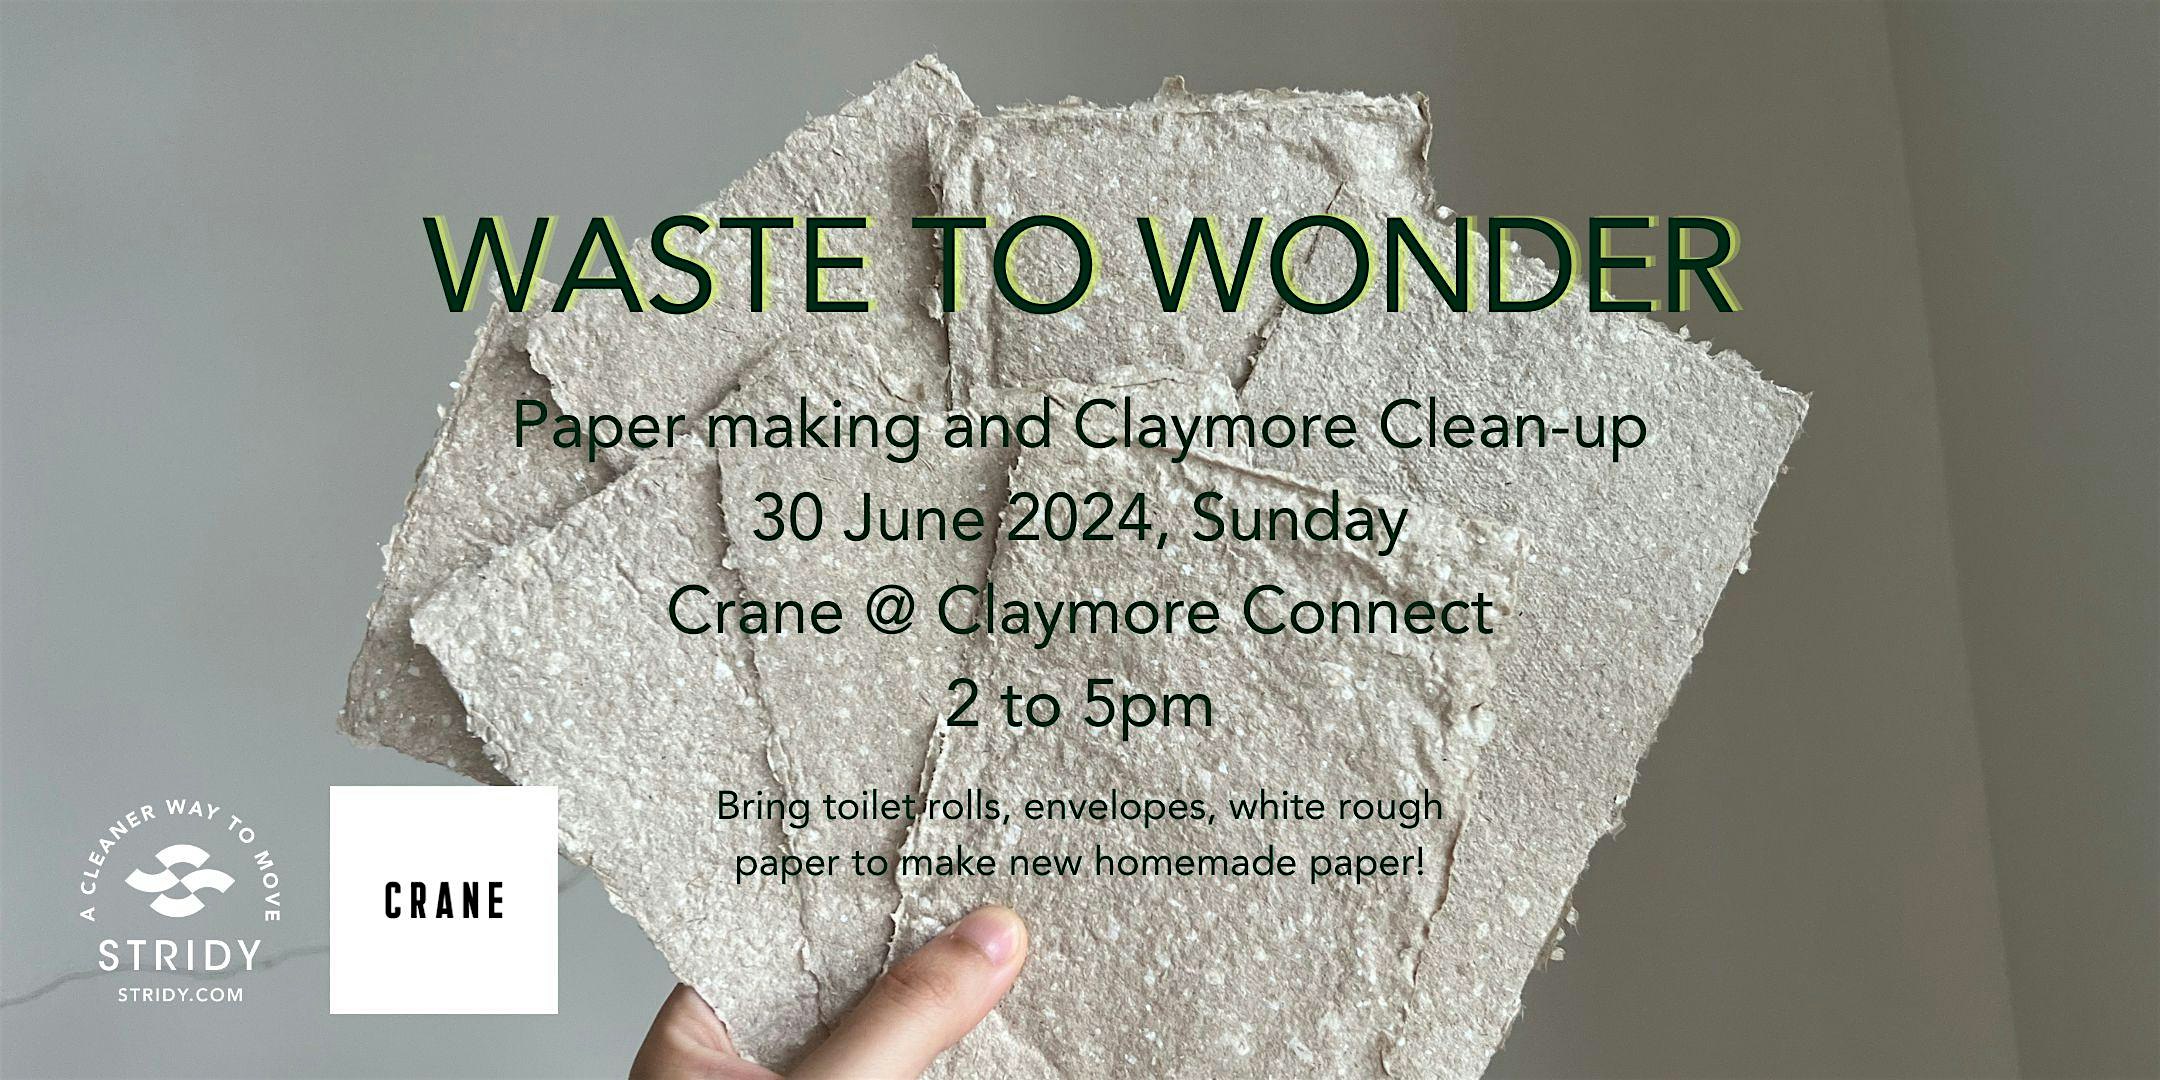 WASTE TO WONDER
Paper making and Claymore Clean-up
30 June 2024, Sunday
Crane @ Claymore Connect
2 to 5pm
Bring toilet rolls, envelopes, white rough
paper to make new homemade paper!
A CLEANER WAY TO MOVE
STRIDY
STRIDY.COM
CRANE